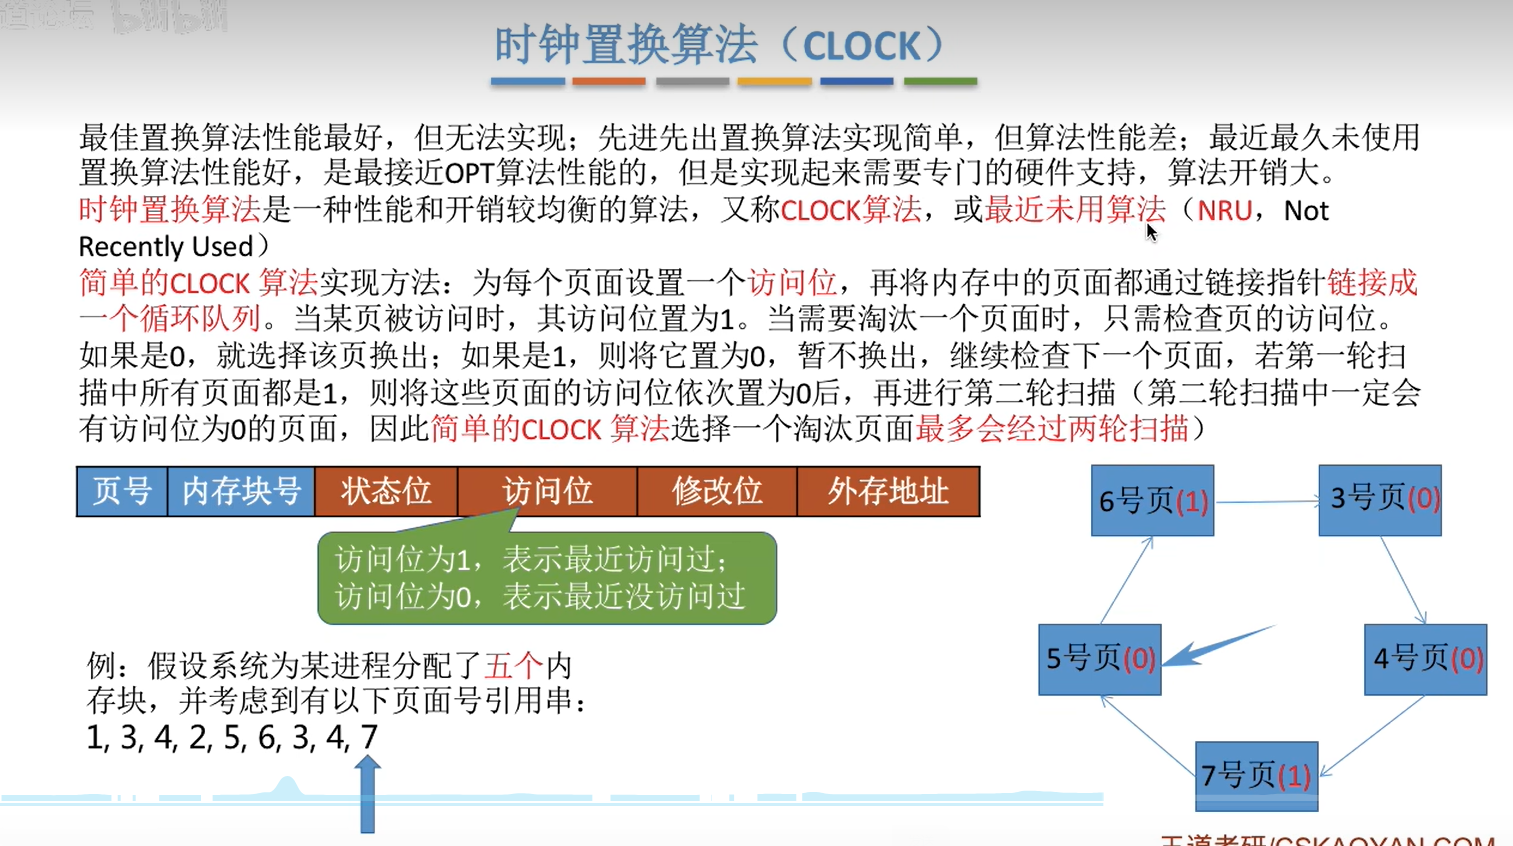 时钟置换算法（CLOCK）
最佳置换算法性能最好，但无法实现；先进先出置换算法实现简单，但算法性能差；最近最久未使用
置换算法性能好，是最接近OPT算法性能的，但是实现起来需要专门的硬件支持，算法开销大。
时钟置换算法是一种性能和开销较均衡的算法，又称CLOCK算法，或最近未用算法（NRU，Not
Recently Used）
简单的CLOCK 算法实现方法：为每个页面设置一个访问位，再将内存中的页面都通过链接指针链接成
一个循环队列。当某页被访问时，其访问位置为1。当需要淘汰一个页面时，只需检查页的访问位。
如果是0，就选择该页换出；如果是1，则将它置为0，暂不换出，继续检查下一个页面，若第一轮扫
描中所有页面都是1，则将这些页面的访问位依次置为0后，再进行第二轮扫描（第二轮扫描中一定会
有访问位为0的页面，因此简单的CLOCK 算法选择一个淘汰页面最多会经过两轮扫描）
页号 内存块号 状态位 访问位 修改位 外存地址
访问位为1，表示最近访问过；
访问位为0，表示最近没访问过
例：假设系统为某进程分配了五个内
存块，并考虑到有以下页面号引用串：
1, 3, 4, 2, 5, 6, 3, 4, 7
6号页(1)
3号页(0)
5号页(0)
4号页(0)
7号页(1)
bilibili
王道考研/CSKAOYAN.COM